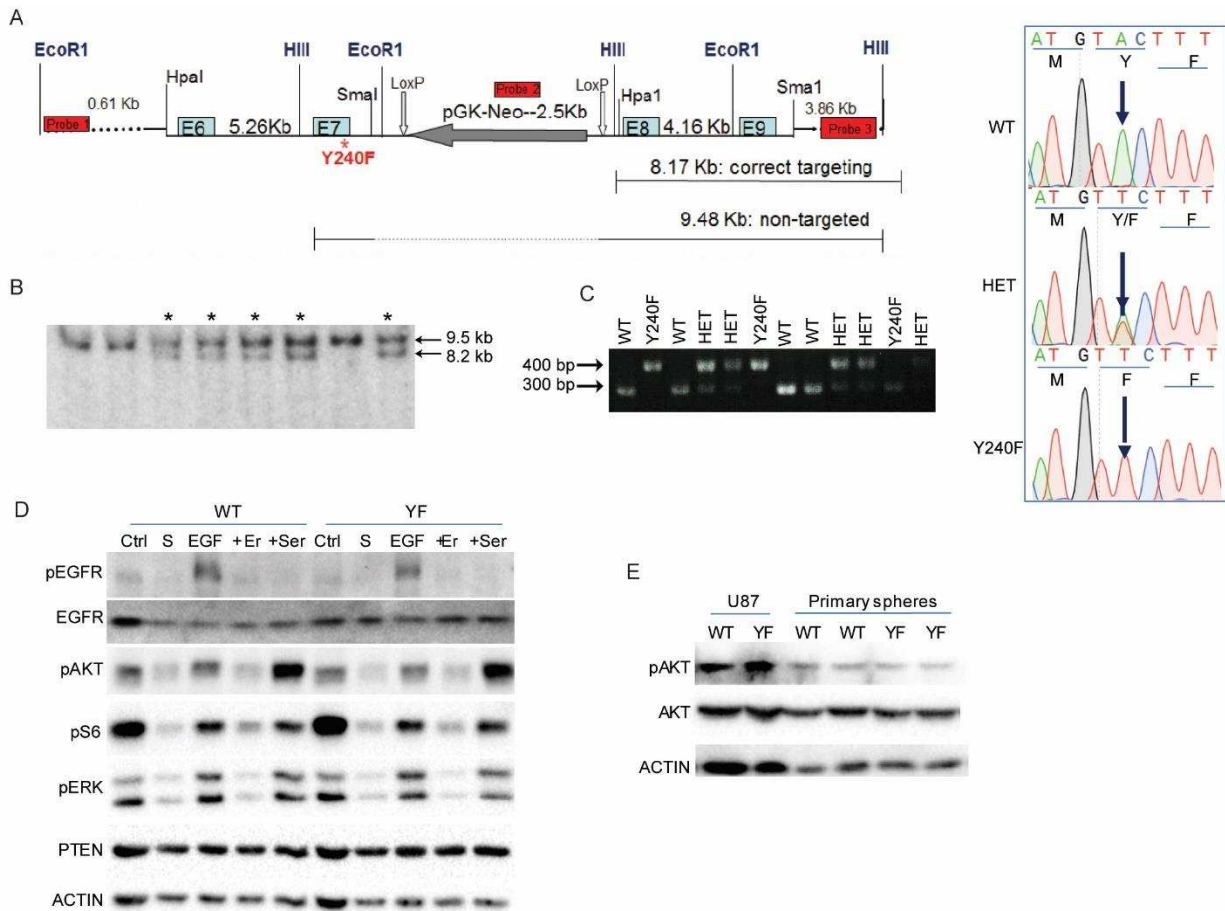 A
EcoR1 HIII EcoR1 HIII EcoR1 HIII
HpaI SmaI LoxP Probe 2 LoxP Hpa1 Sma1
0.61 Kb pGK-Neo--2.5Kb 3.86 Kb
Probe 1 E6 5.26Kb E7 E8 4.16 Kb E9 Probe 3
*
Y240F
8.17 Kb: correct targeting
9.48 Kb: non-targeted
A T G T A C T T T
M Y F
WT
A T G T T C T T T
M Y/F F
HET
A T G T T C T T T
M F F
Y240F
B
* * * * *
9.5 kb
8.2 kb
C
WT Y240F WT HET HET Y240F WT WT HET HET Y240F HET
400 bp
300 bp
D
WT YF
Ctrl S EGF +Er +Ser Ctrl S EGF +Er +Ser
pEGFR
EGFR
pAKT
pS6
pERK
PTEN
ACTIN
E
U87 Primary spheres
WT YF WT WT YF YF
pAKT
AKT
ACTIN